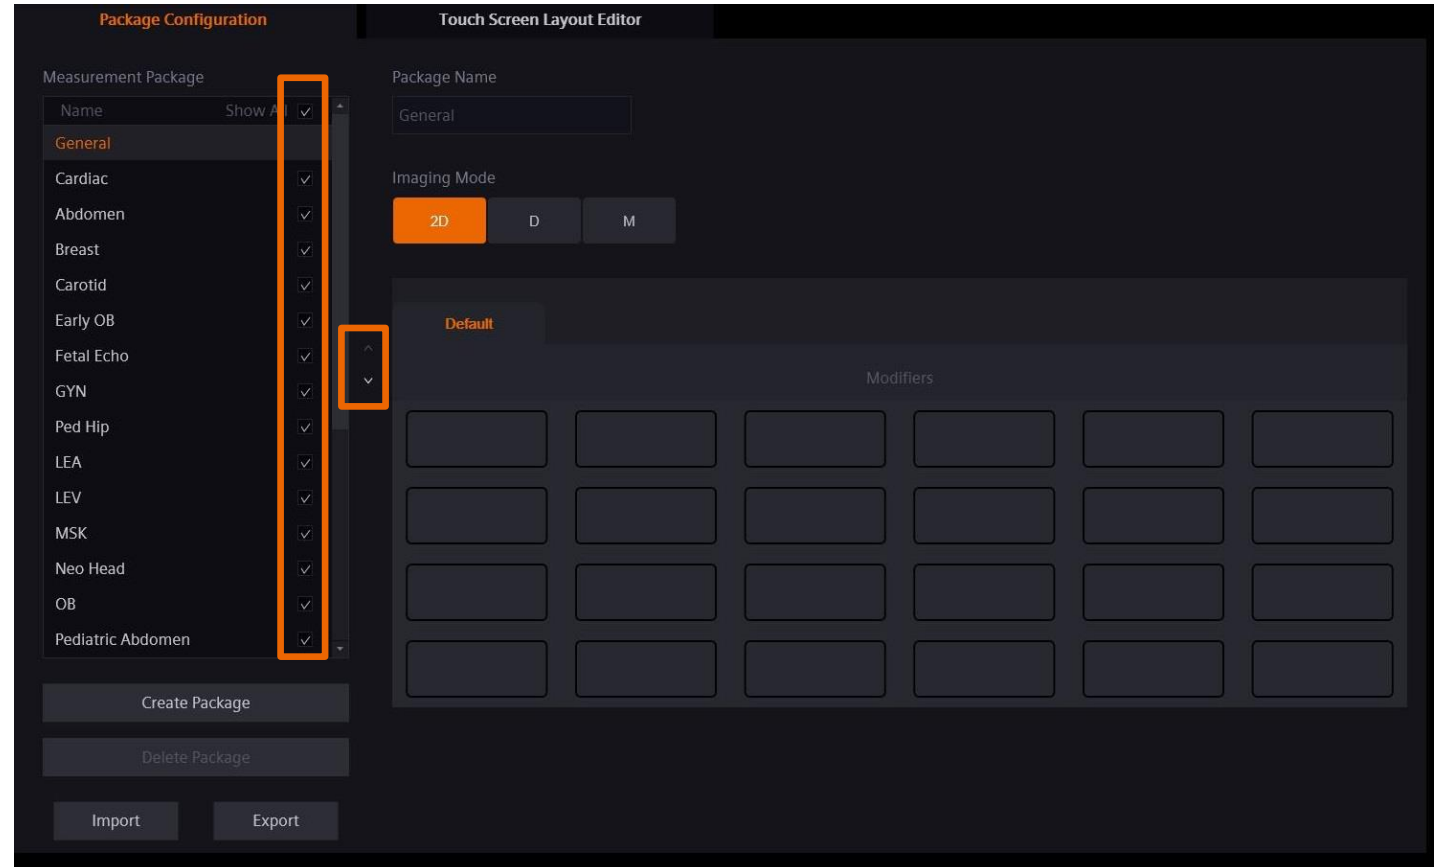 Package Configuration
Touch Screen Layout Editor
Measurement Package
Name Show All
General
Cardiac
Abdomen
Breast
Carotid
Early OB
Fetal Echo
GYN
Ped Hip
LEA
LEV
MSK
Neo Head
OB
Pediatric Abdomen
Create Package
Delete Package
Import Export
Package Name
General
Imaging Mode
2D D M
Default
Modifiers